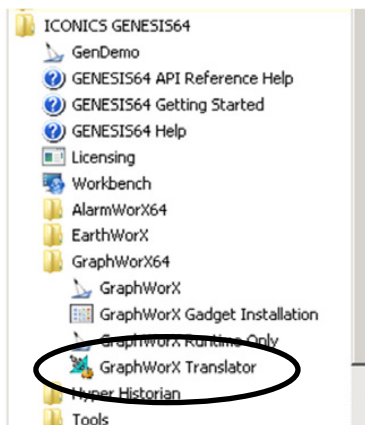 ICONICS GENESIS64
GenDemo
GENESIS64 API Reference Help
GENESIS64 Getting Started
GENESIS64 Help
Licensing
Workbench
AlarmWorX64
EarthWorX
GraphWorX64
GraphWorX
GraphWorX Gadget Installation
GraphWorX Runtime Only
GraphWorX Translator
Hyper Historian
Tools